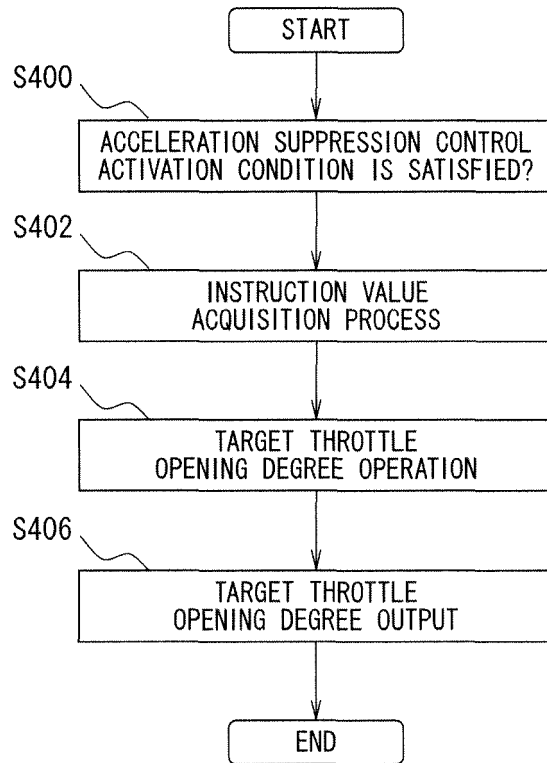 START
S400
ACCELERATION SUPPRESSION CONTROL
ACTIVATION CONDITION IS SATISFIED?
S402
INSTRUCTION VALUE
ACQUISITION PROCESS
S404
TARGET THROTTLE
OPENING DEGREE OPERATION
S406
TARGET THROTTLE
OPENING DEGREE OUTPUT
END